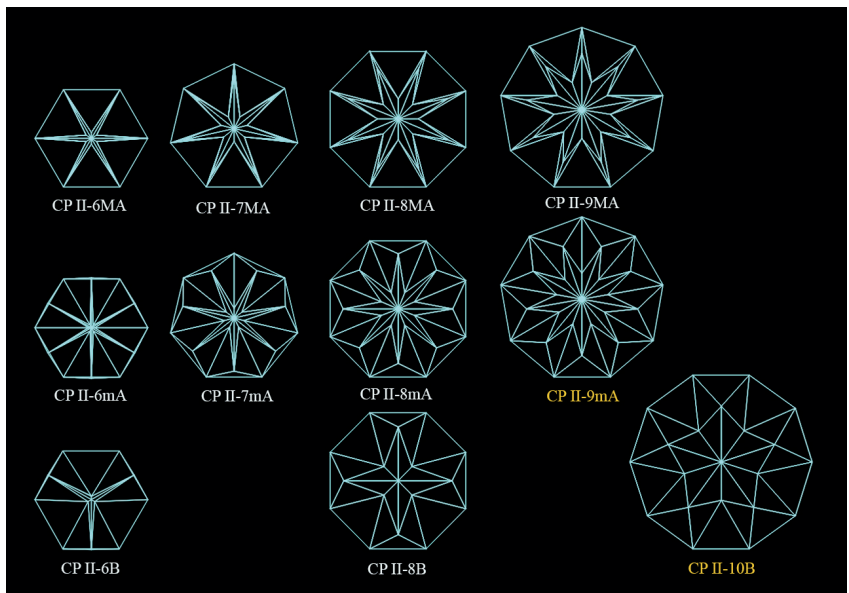 CP II-6MA
CP II-7MA
CP II-8MA
CP II-9MA
CP II-6mA
CP II-7mA
CP II-8mA
CP II-9mA
CP II-6B
CP II-8B
CP II-10B